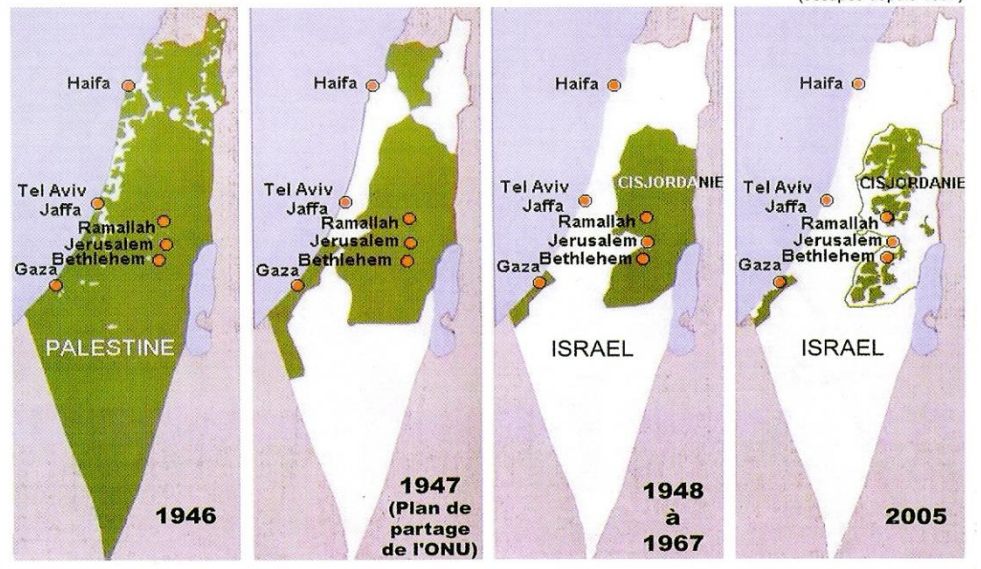 Haifa
Tel Aviv
Jaffa
Ramallah
Jerusalem
Bethlehem
Gaza
PALESTINE
1946
Haifa
Tel Aviv
Jaffa
Ramallah
Jerusalem
Bethlehem
Gaza
1947
(Plan de
partage
de l'ONU)
Haifa
CISJORDANIE
Tel Aviv
Jaffa
Ramallah
Jerusalem
Bethlehem
Gaza
ISRAEL
1948
à
1967
Haifa
CISJORDANIE
Tel Aviv
Jaffa
Ramallah
Jerusalem
Bethlehem
Gaza
ISRAEL
2005